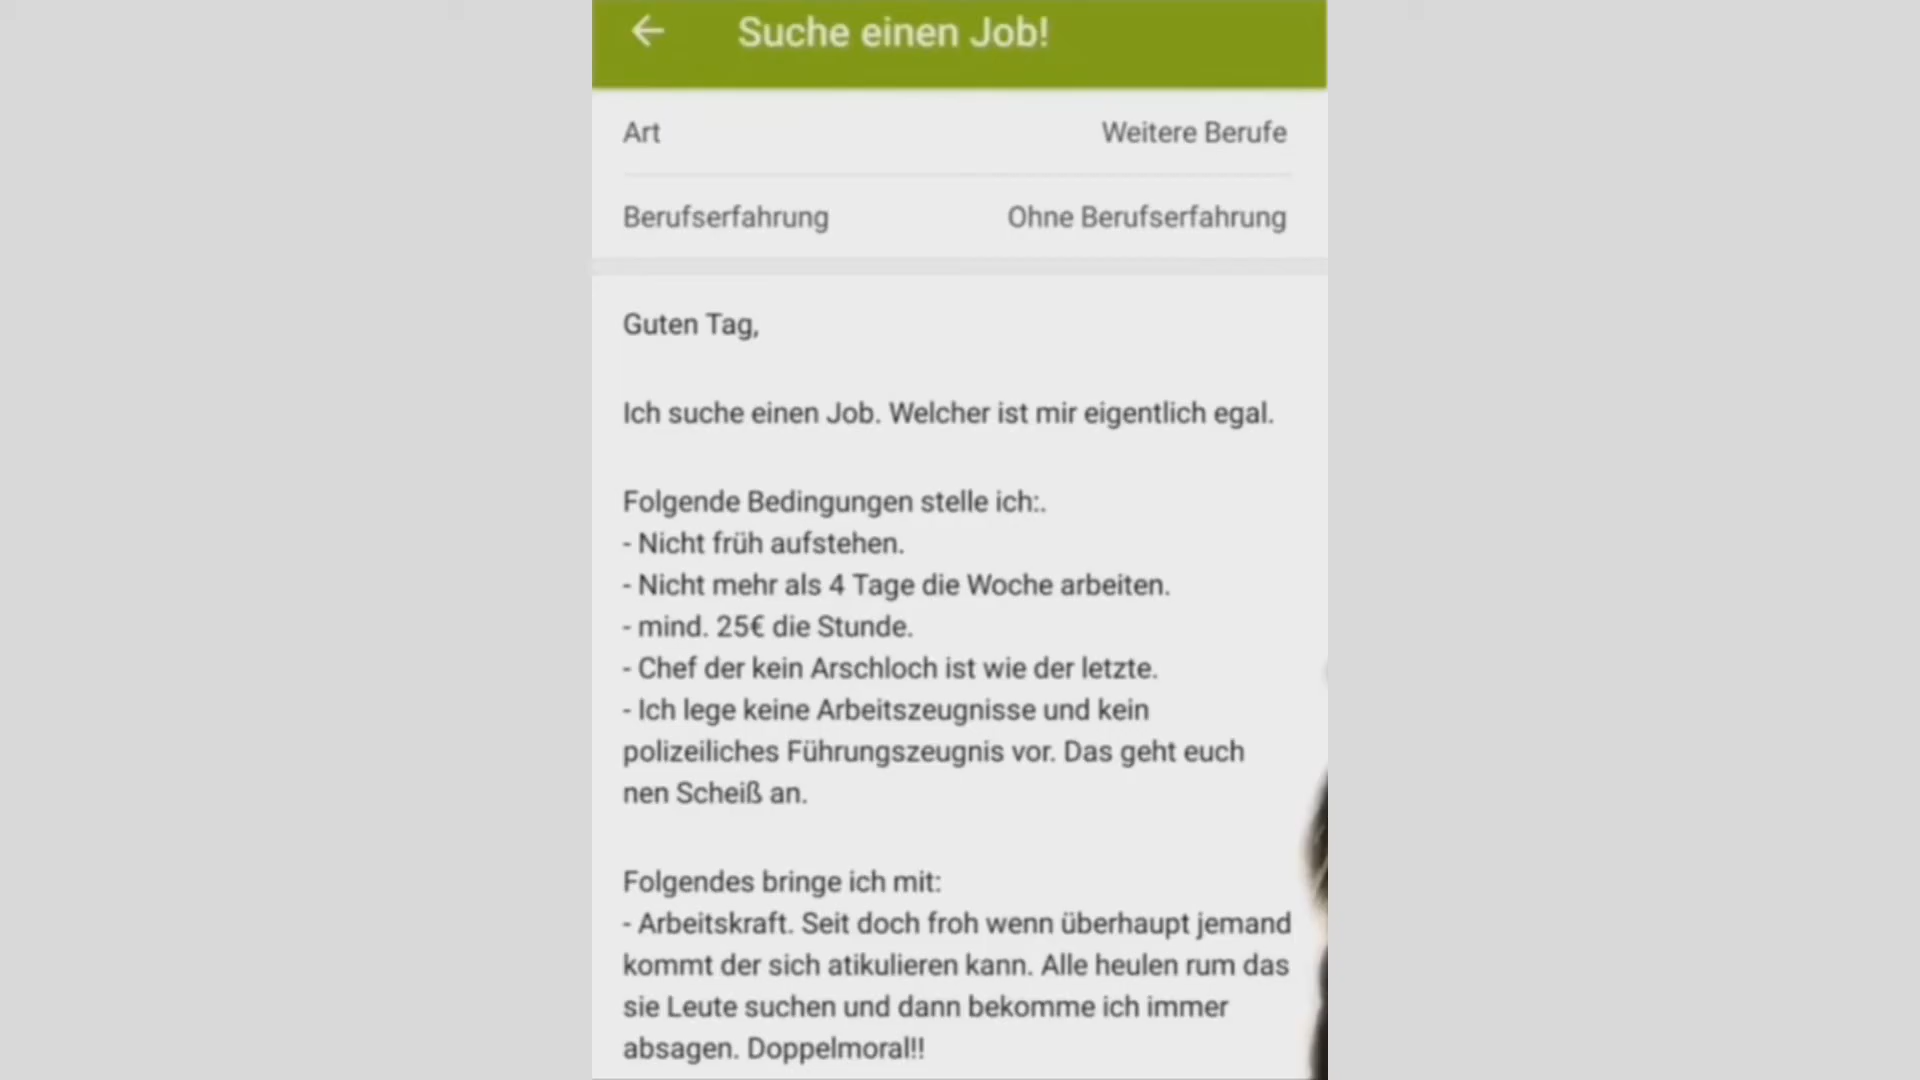 Suche einen Job!
Art Weitere Berufe
Berufserfahrung Ohne Berufserfahrung
Guten Tag,
Ich suche einen Job. Welcher ist mir eigentlich egal.
Folgende Bedingungen stelle ich:.
- Nicht früh aufstehen.
- Nicht mehr als 4 Tage die Woche arbeiten.
- mind. 25€ die Stunde.
- Chef der kein Arschloch ist wie der letzte.
- Ich lege keine Arbeitszeugnisse und kein
polizeiliches Führungszeugnis vor. Das geht euch
nen Scheiß an.
Folgendes bringe ich mit:
- Arbeitskraft. Seit doch froh wenn überhaupt jemand
kommt der sich atikulieren kann. Alle heulen rum das
sie Leute suchen und dann bekomme ich immer
absagen. Doppelmoral!!